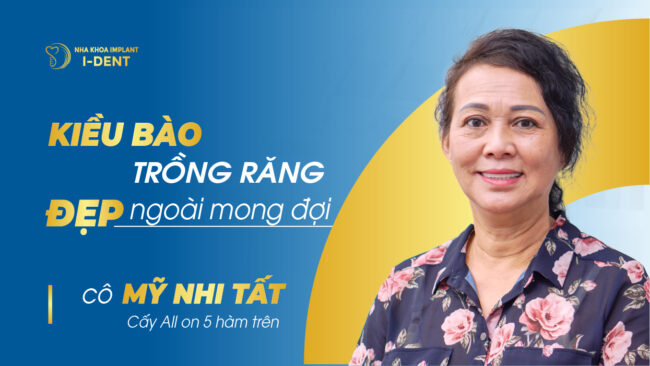 NHA KHOA IMPLANT
I-DENT
KIỀU BÀO
TRỒNG RĂNG
ĐẸP ngoài mong đợi
cô MỸ NHI TẤT
Cấy All on 5 hàm trên